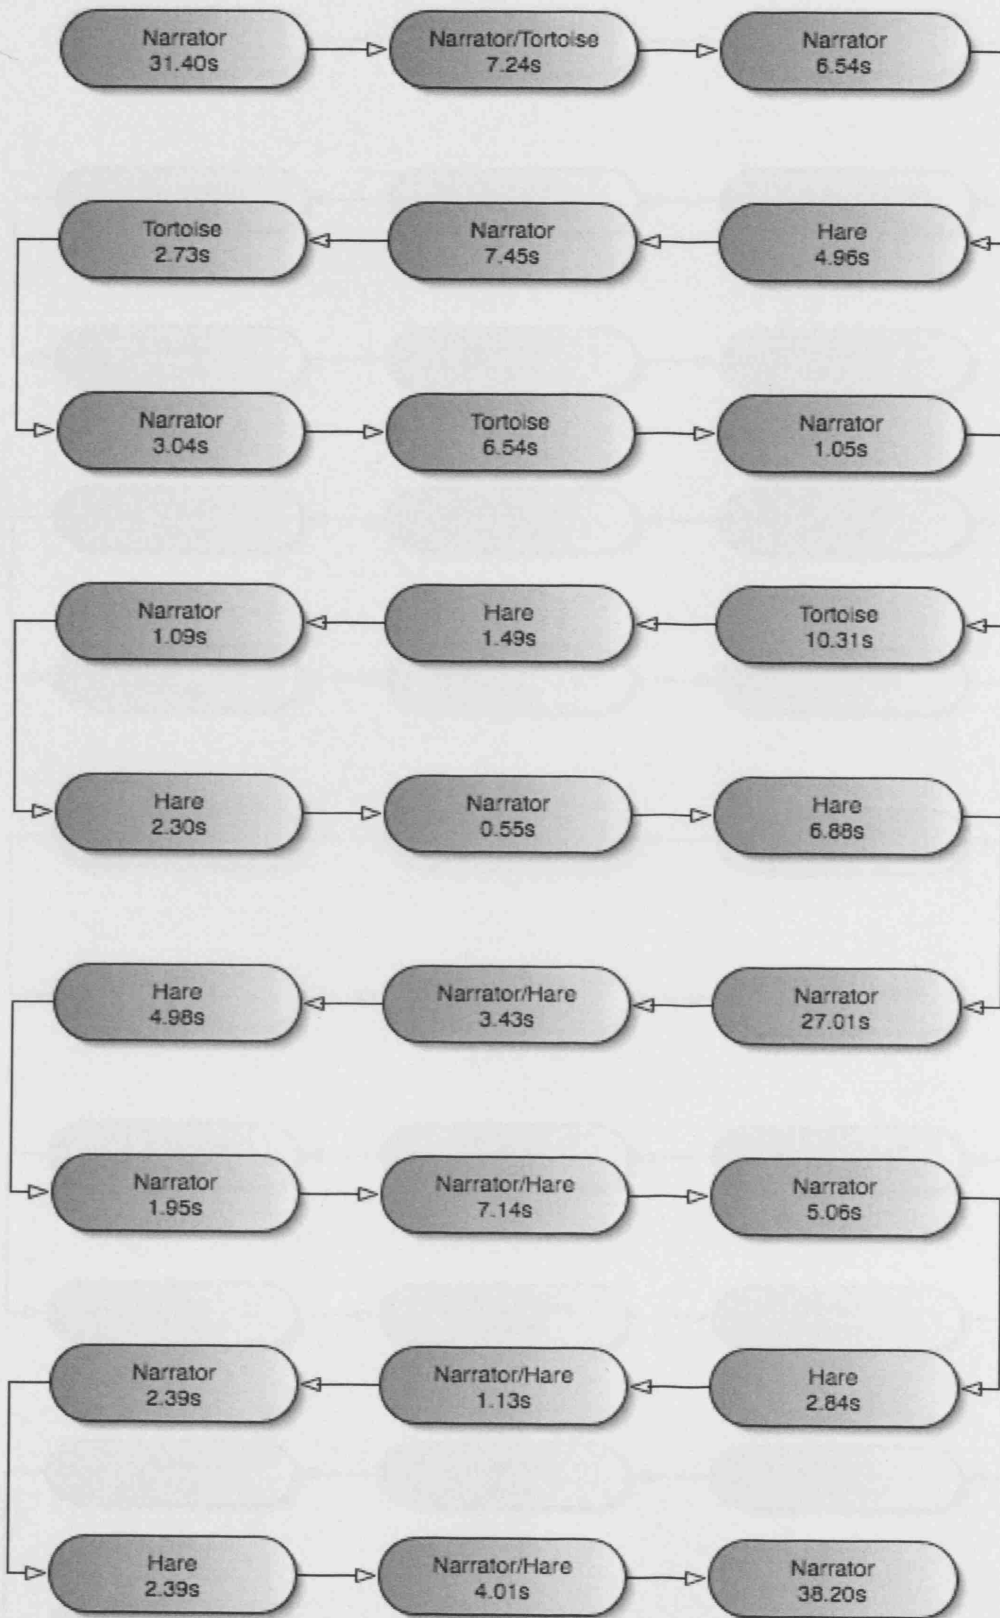 Narrator
31.40s
Narrator/Tortoise
7.24s
Narrator
6.54s
Hare
4.96s
Narrator
7.45s
Tortoise
2.73s
Narrator
3.04s
Tortoise
6.54s
Narrator
1.05s
Tortoise
10.31s
Hare
1.49s
Narrator
1.09s
Hare
2.30s
Narrator
0.55s
Hare
6.88s
Narrator
27.01s
Narrator/Hare
3.43s
Hare
4.98s
Narrator
1.95s
Narrator/Hare
7.14s
Narrator
5.06s
Hare
2.84s
Narrator/Hare
1.13s
Narrator
2.39s
Hare
2.39s
Narrator/Hare
4.01s
Narrator
38.20s